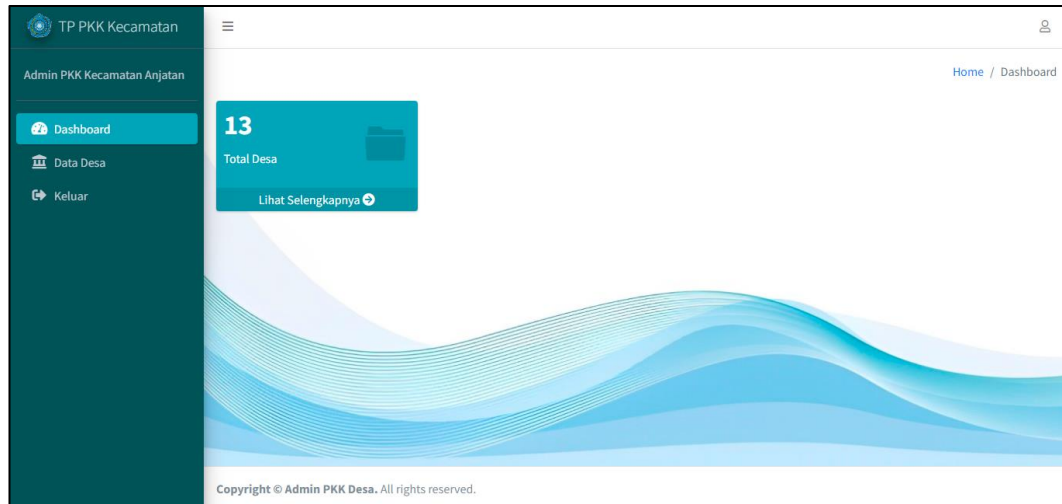 TP PKK Kecamatan
Admin PKK Kecamatan Anjatan
Dashboard
Data Desa
Keluar
Home / Dashboard
13
Total Desa
Lihat Selengkapnya
Copyright © Admin PKK Desa. All rights reserved.